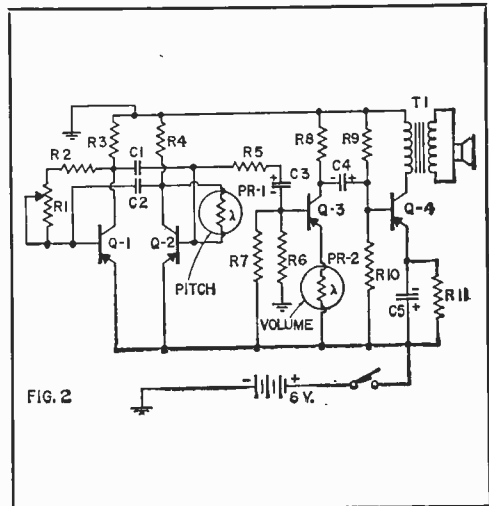 T1
R3
R4
R8
R9
R2
C1
R5
C4
- +
C2
PR-1
C3
+
-
R1
λ
Q-1
Q-2
Q-3
Q-4
PR-2
R7
R6
λ
R10
PITCH
VOLUME
-
C5
+
R11
- +
6 V.
FIG. 2